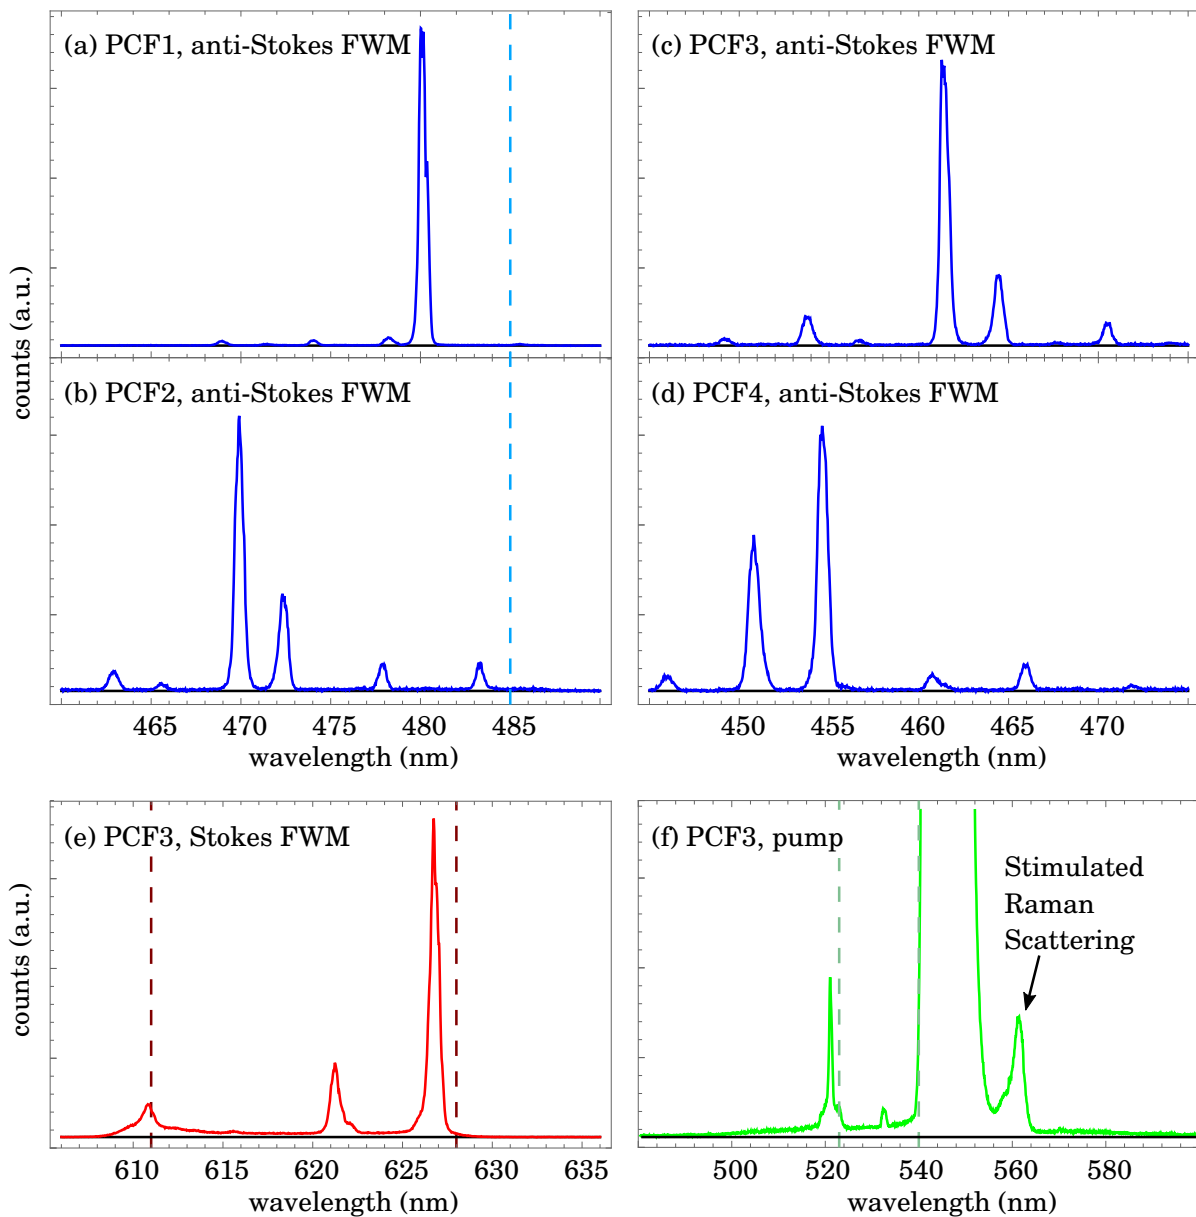 (a) PCF1, anti-Stokes FWM
(c) PCF3, anti-Stokes FWM
counts (a.u.)
(b) PCF2, anti-Stokes FWM
(d) PCF4, anti-Stokes FWM
465 470 475 480 485
wavelength (nm)
450 455 460 465 470
wavelength (nm)
(e) PCF3, Stokes FWM
(f) PCF3, pump
Stimulated
Raman
Scattering
counts (a.u.)
610 615 620 625 630 635
wavelength (nm)
500 520 540 560 580
wavelength (nm)